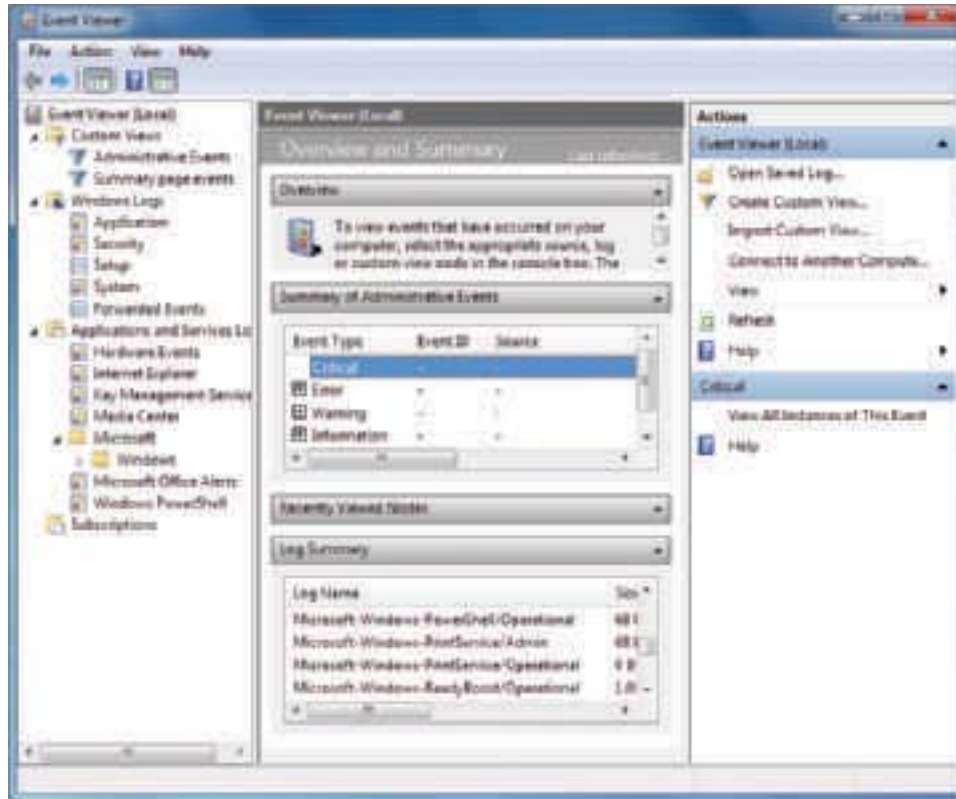 Event Viewer
File Action View Help
Event Viewer (Local)
Custom Views
Administrative Events
Summary page events
Windows Logs
Application
Security
Setup
System
Forwarded Events
Applications and Services Lo
Hardware Events
Internet Explorer
Key Management Service
Media Center
Microsoft
Windows
Microsoft Office Alerts
Windows PowerShell
Subscriptions
Event Viewer (Local)
Overview and Summary
Last refreshed:
Overview
To view events that have occurred on your
computer, select the appropriate source, log
or custom view node in the console tree. The
Summary of Administrative Events
Event Type Event ID Source
Critical - -
Error - -
Warning - -
Information - -
Recently Viewed Nodes
Log Summary
Log Name
Microsoft-Windows-PowerShell/Operational
Microsoft-Windows-PrintService/Admin
Microsoft-Windows-PrintService/Operational
Microsoft-Windows-ReadyBoost/Operational
Actions
Event Viewer (Local)
Open Saved Log...
Create Custom View...
Import Custom View...
Connect to Another Compute...
View
Refresh
Help
Critical
View All Instances of This Event
Help